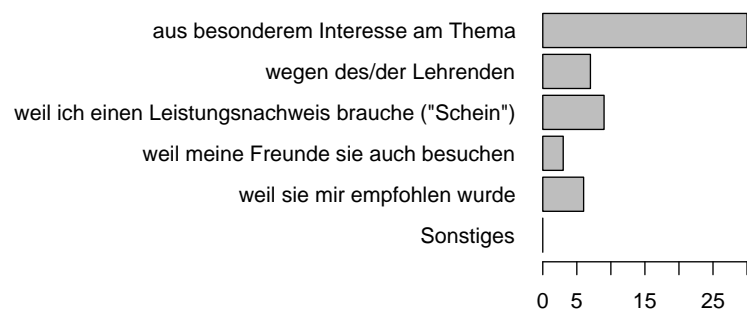 aus besonderem Interesse am Thema
wegen des/der Lehrenden
weil ich einen Leistungsnachweis brauche ("Schein")
weil meine Freunde sie auch besuchen
weil sie mir empfohlen wurde
Sonstiges
0 5 15 25